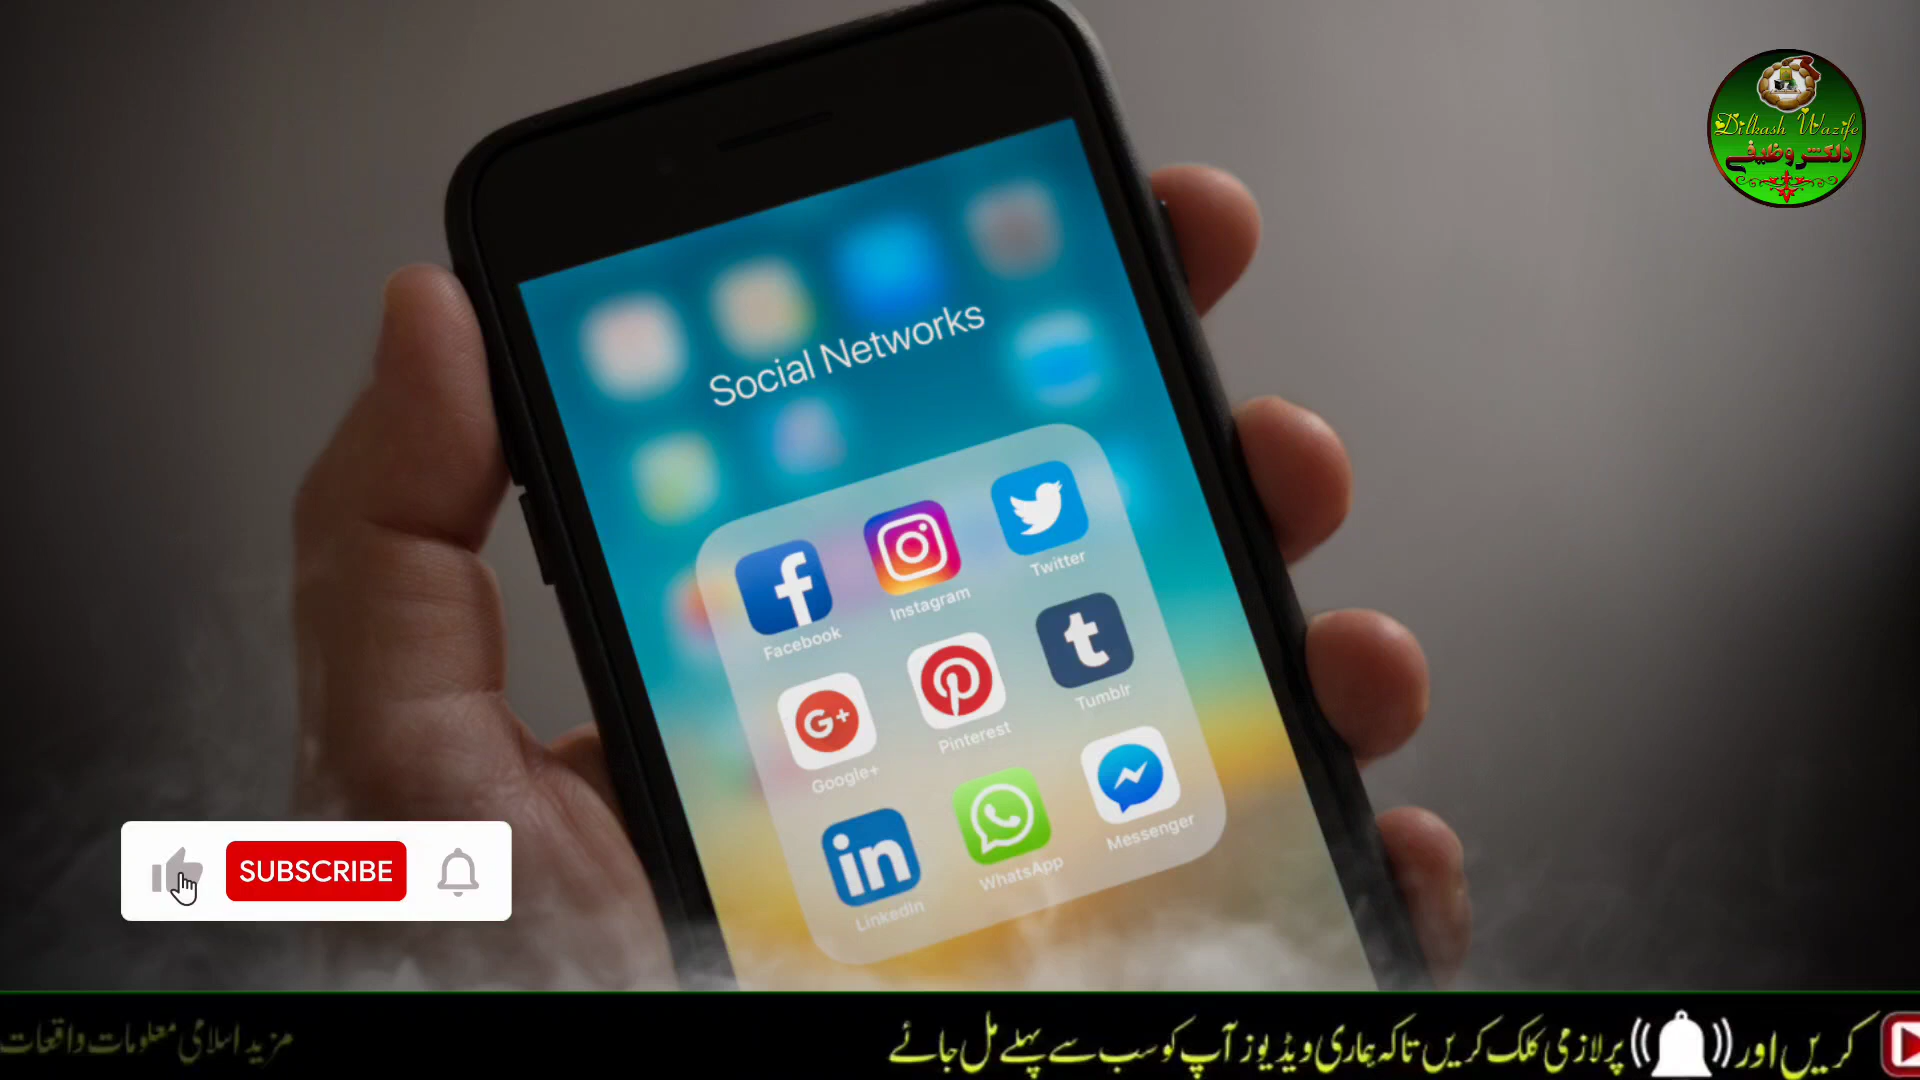 Dilkash Wazife
دلکش وظیفے
Social Networks
Facebook
Instagram
Twitter
Google+
Pinterest
Tumblr
LinkedIn
WhatsApp
Messenger
SUBSCRIBE
کریں اور پر لازمی کلک کریں تاکہ ہماری ویڈیوز آپ کو سب سے پہلے مل جائے
مزید اسلامی معلومات واقعات